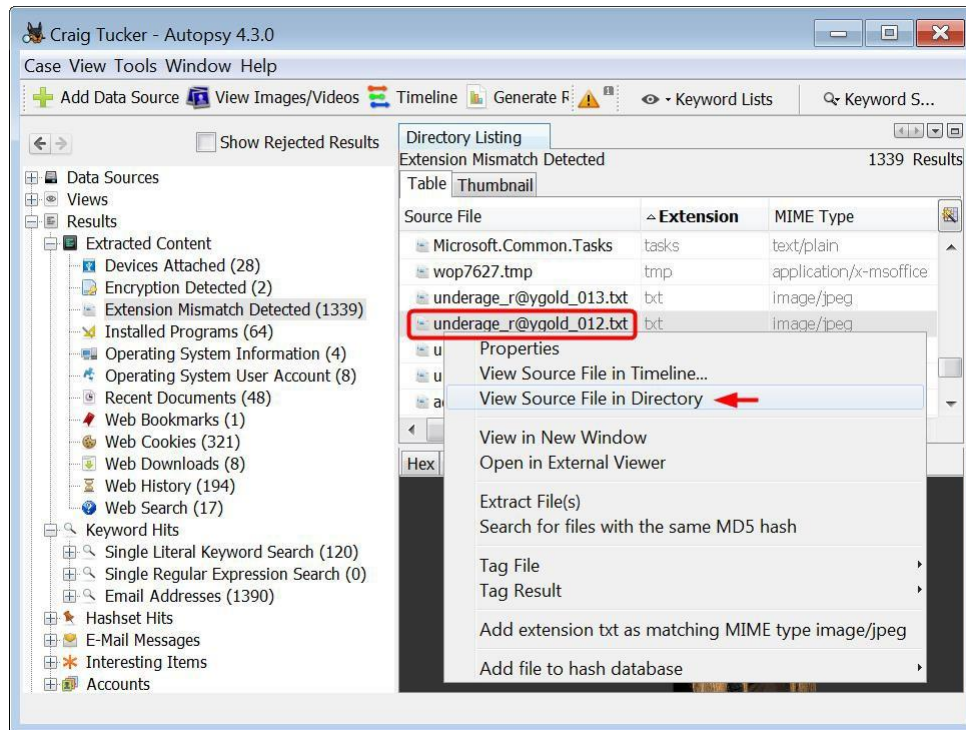 Craig Tucker - Autopsy 4.3.0
Case View Tools Window Help
Add Data Source View Images/Videos Timeline Generate R Keyword Lists Keyword S...
Show Rejected Results
Data Sources
Views
Results
Extracted Content
Devices Attached (28)
Encryption Detected (2)
Extension Mismatch Detected (1339)
Installed Programs (64)
Operating System Information (4)
Operating System User Account (8)
Recent Documents (48)
Web Bookmarks (1)
Web Cookies (321)
Web Downloads (8)
Web History (194)
Web Search (17)
Keyword Hits
Single Literal Keyword Search (120)
Single Regular Expression Search (0)
Email Addresses (1390)
Hashset Hits
E-Mail Messages
Interesting Items
Accounts
Directory Listing
Extension Mismatch Detected 1339 Results
Table Thumbnail
Source File Extension MIME Type
Microsoft.Common.Tasks tasks text/plain
wop7627.tmp tmp application/x-msoffice
underage_r@ygold_013.txt txt image/jpeg
underage_r@ygold_012.txt txt image/jpeg
u
u
a
Hex
Properties
View Source File in Timeline...
View Source File in Directory
View in New Window
Open in External Viewer
Extract File(s)
Search for files with the same MD5 hash
Tag File
Tag Result
Add extension txt as matching MIME type image/jpeg
Add file to hash database